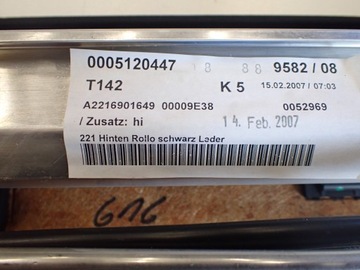 0005120447 8 88 9582 / 08
T142 K 5 15.02.2007 / 07:03
A2216901649 00009E38 0052969
/ Zusatz: hi 14. Feb. 2007
221 Hinten Rollo schwarz Leder
616